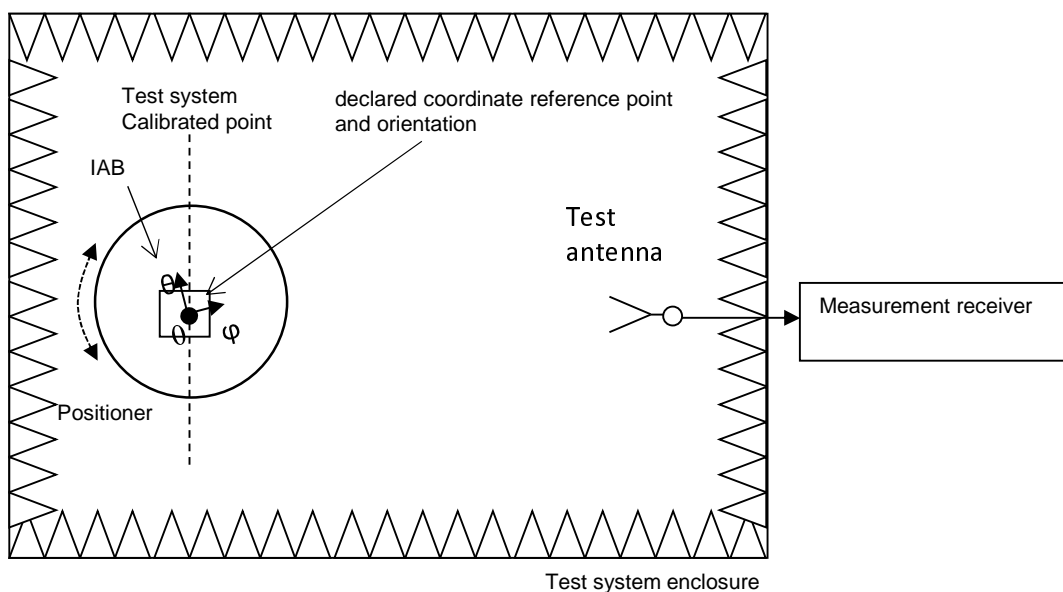 Test system
Calibrated point
declared coordinate reference point
and orientation
IAB
Test
antenna
θ
0
φ
Measurement receiver
Positioner
Test system enclosure